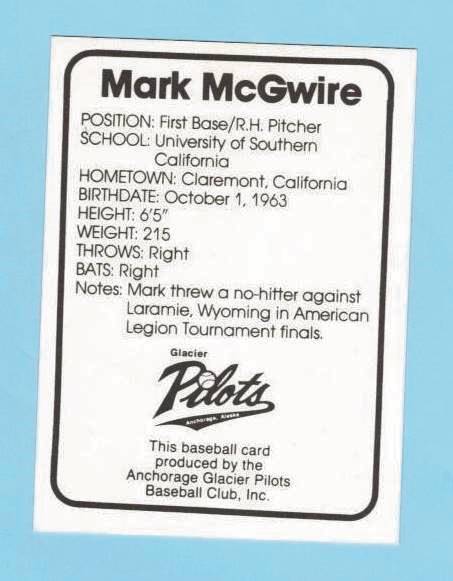 Mark McGwire
POSITION: First Base/R.H. Pitcher
SCHOOL: University of Southern
California
HOMETOWN: Claremont, California
BIRTHDATE: October 1, 1963
HEIGHT: 6'5"
WEIGHT: 215
THROWS: Right
BATS: Right
Notes: Mark threw a no-hitter against
Laramie, Wyoming in American
Legion Tournament finals.
Glacier
Pilots
Anchorage, Alaska
This baseball card
produced by the
Anchorage Glacier Pilots
Baseball Club, Inc.